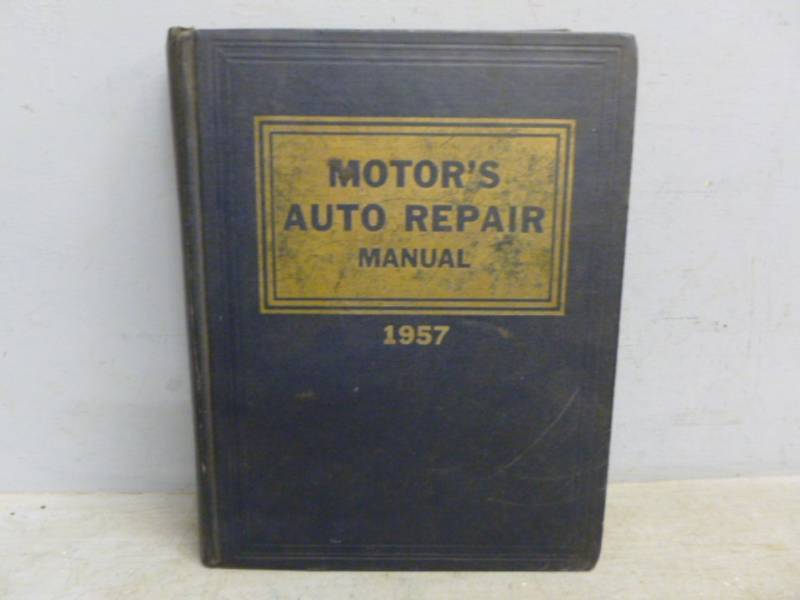 MOTOR'S
AUTO REPAIR
MANUAL
1957